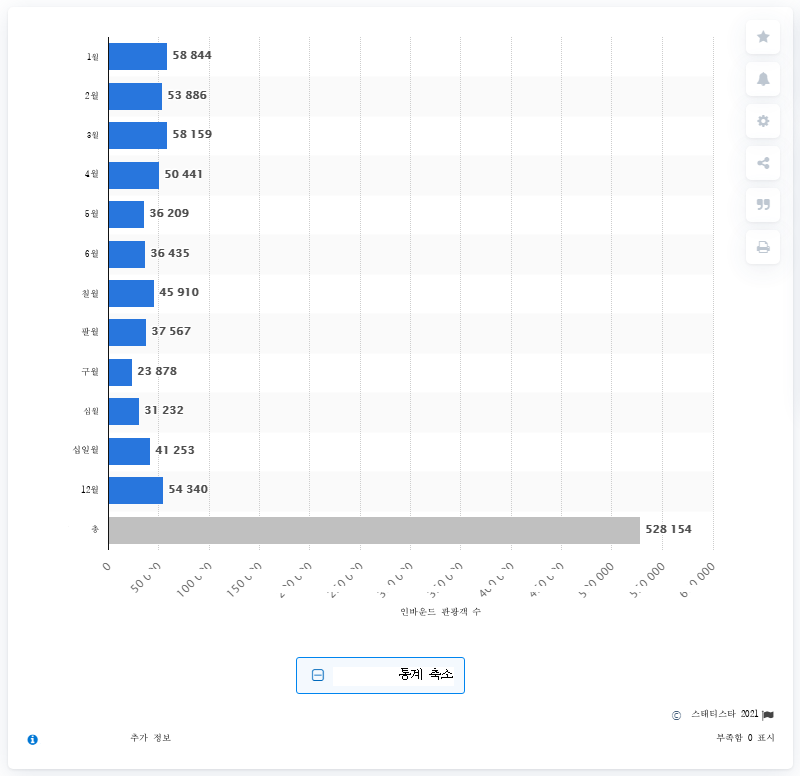 1월 58 844
2월 53 886
3월 58 159
4월 50 441
5월 36 209
6월 36 435
칠월 45 910
팔월 37 567
구월 23 878
십월 31 232
십일월 41 253
12월 54 340
총 528 154
0 50 000 100 000 150 000 200 000 250 000 300 000 350 000 400 000 450 000 500 000 550 000 600 000
인바운드 관광객 수
통계 축소
© 스태티스타 2021
추가 정보 부족함 0 표시